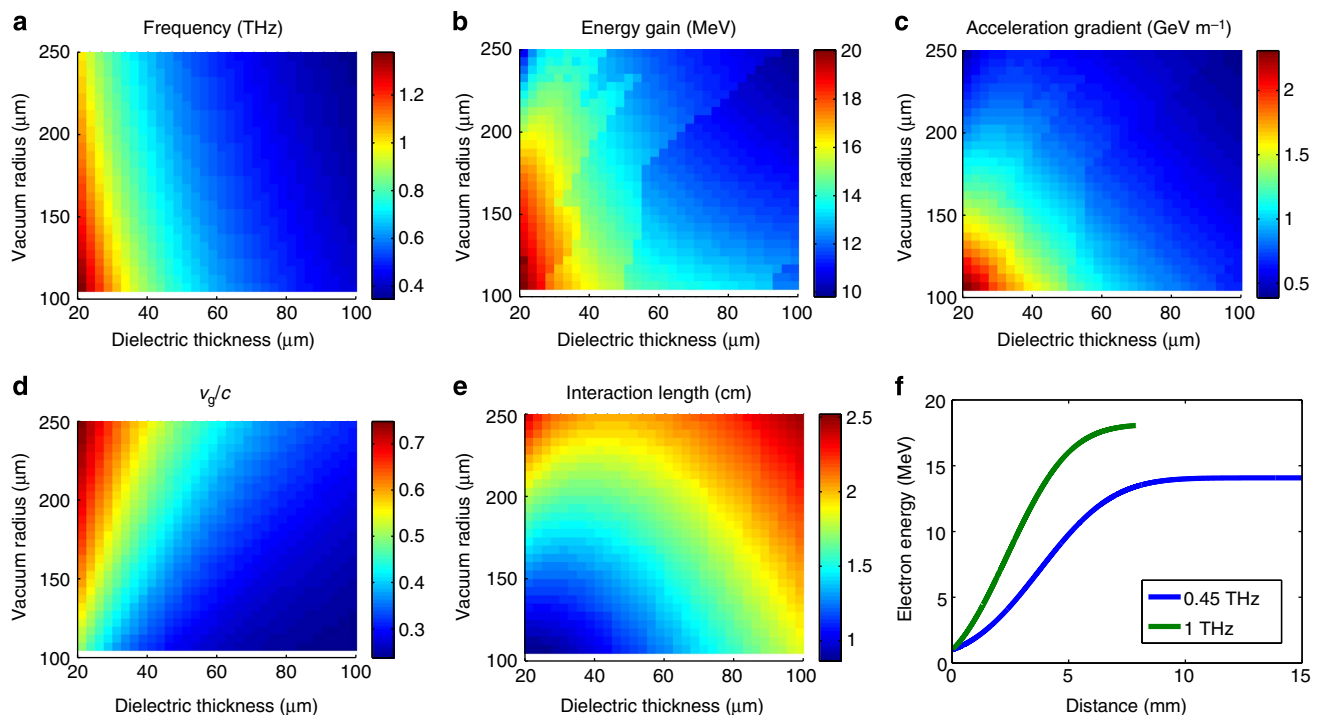 a
Frequency (THz)
250
200
150
100
Vacuum radius (μm)
20 40 60 80 100
Dielectric thickness (μm)
1.2
1
0.8
0.6
0.4
b
Energy gain (MeV)
250
200
150
100
Vacuum radius (μm)
20 40 60 80 100
Dielectric thickness (μm)
20
18
16
14
12
10
c
Acceleration gradient (GeV m⁻¹)
250
200
150
100
Vacuum radius (μm)
20 40 60 80 100
Dielectric thickness (μm)
2
1.5
1
0.5
d
vg/c
250
200
150
100
Vacuum radius (μm)
20 40 60 80 100
Dielectric thickness (μm)
0.7
0.6
0.5
0.4
0.3
e
Interaction length (cm)
250
200
150
100
Vacuum radius (μm)
20 40 60 80 100
Dielectric thickness (μm)
2.5
2
1.5
1
f
20
15
10
5
0
Electron energy (MeV)
0 5 10 15
Distance (mm)
0.45 THz
1 THz